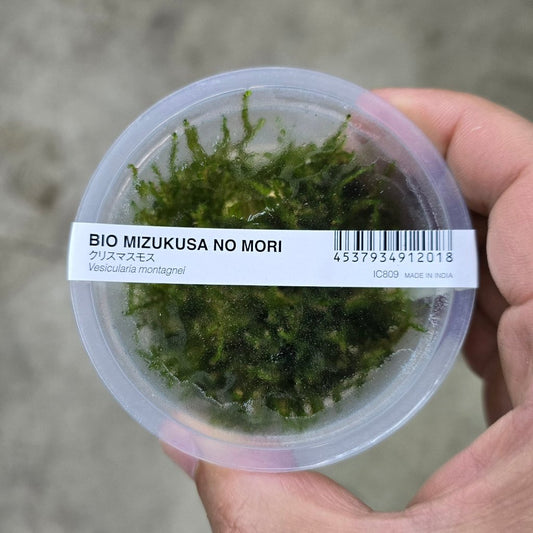 BIO MIZUKUSA NO MORI
クリスマスモス
Vesicularia montagnei
4537934912018
IC809 MADE IN INDIA